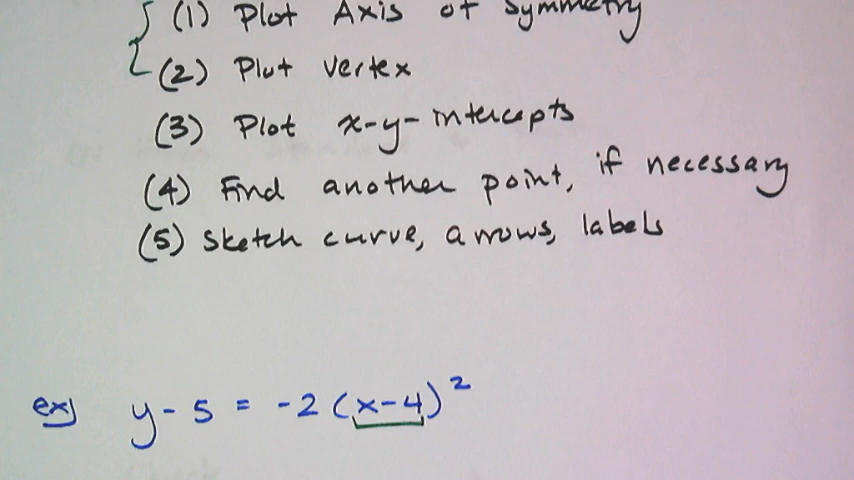 (1) Plot Axis of Symmetry
(2) Plot vertex
(3) Plot x-y-intercepts
(4) Find another point, if necessary
(5) sketch curve, arrows, labels
ex) y - 5 = -2 (x - 4)²